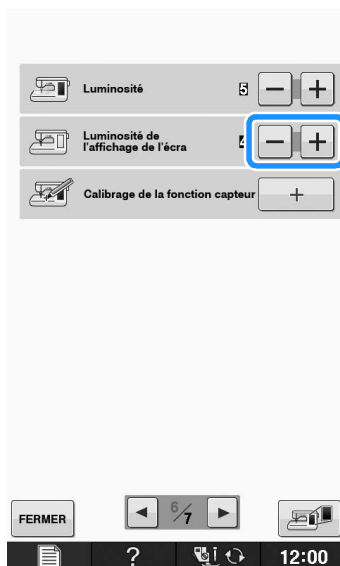 Luminosité 5
Luminosité de
l'affichage de l'écra
Calibrage de la fonction capteur
FERMER
6/7
12:00